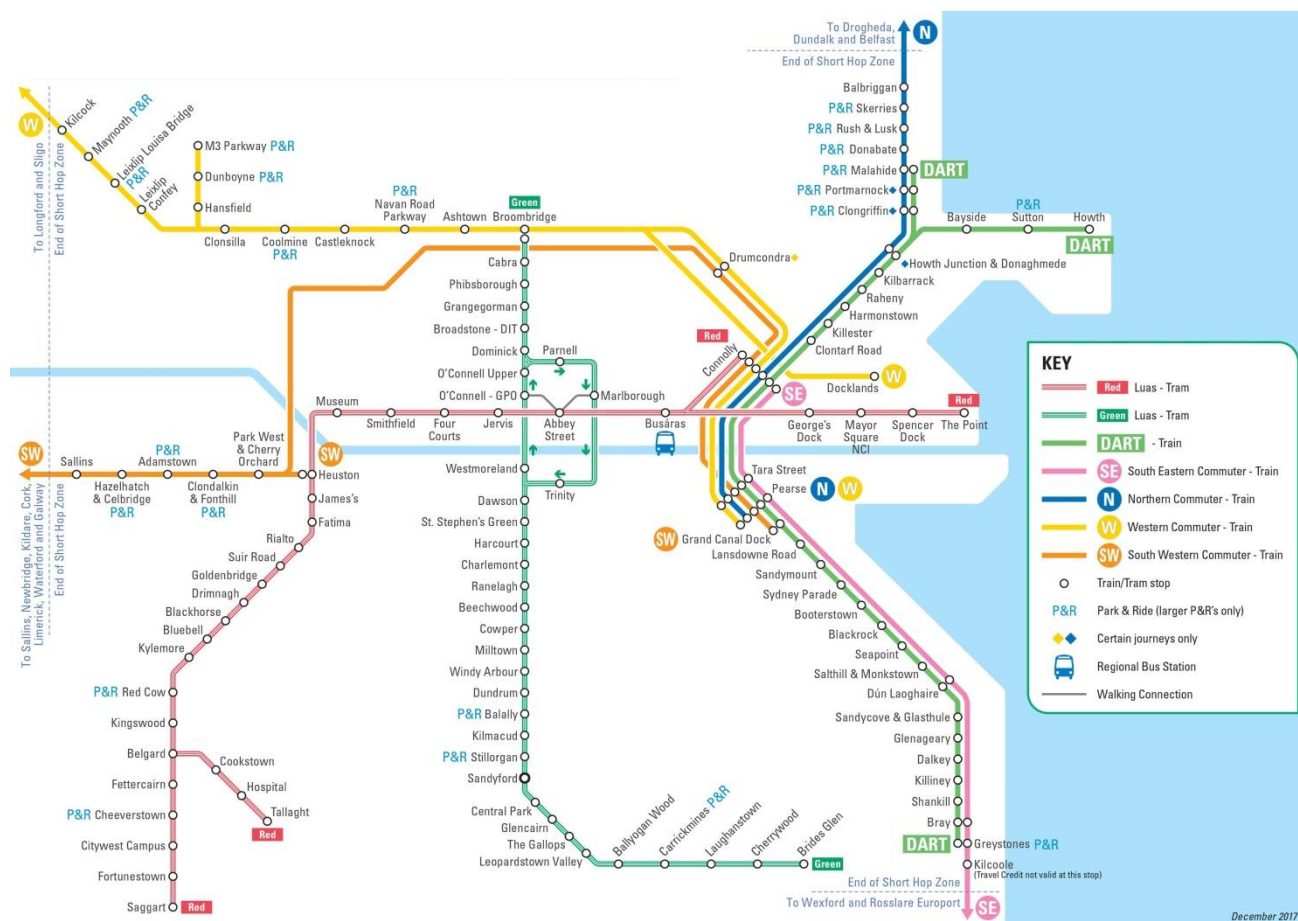 To Drogheda,
Dundalk and Belfast
N
End of Short Hop Zone
Balbriggan
P&R Skerries
P&R Rush & Lusk
P&R Donabate
P&R Malahide
DART
P&R Portmarnock
P&R Clongriffin
Bayside
P&R
Sutton
Howth
DART
Howth Junction & Donaghmede
Kilbarrack
Raheny
Harmonstown
Killester
Clontarf Road
W
To Longford and Sligo
End of Short Hop Zone
Kilcock
Maynooth P&R
Leixlip Louisa Bridge
P&R
Leixlip
Confey
M3 Parkway P&R
Dunboyne P&R
Hansfield
Clonsilla
Coolmine
P&R
Castleknock
P&R
Navan Road
Parkway
Ashtown
Green
Broombridge
Drumcondra
Cabra
Phibsborough
Grangegorman
Broadstone - DIT
Dominick
Parnell
O'Connell Upper
O'Connell - GPO
Marlborough
Abbey
Street
Red
Connolly
Docklands
W
SE
Museum
Smithfield
Four
Courts
Jervis
Busáras
George's
Dock
Mayor
Square
NCI
Spencer
Dock
Red
The Point
SW
Sallins
Hazelhatch
& Celbridge
P&R
P&R
Adamstown
Clondalkin
& Fonthill
P&R
Park West
& Cherry
Orchard
SW
Heuston
To Sallins, Newbridge, Kildare, Cork,
Limerick, Waterford and Galway
End of Short Hop Zone
James's
Fatima
Rialto
Suir Road
Goldenbridge
Drimnagh
Blackhorse
Bluebell
Kylemore
P&R Red Cow
Kingswood
Belgard
Cookstown
Hospital
Tallaght
Red
Fettercairn
P&R Cheeverstown
Citywest Campus
Fortunestown
Saggart
Red
Westmoreland
Trinity
Dawson
St. Stephen's Green
Harcourt
Charlemont
Ranelagh
Beechwood
Cowper
Milltown
Windy Arbour
Dundrum
P&R Balally
Kilmacud
P&R Stillorgan
Sandyford
Central Park
Glencairn
The Gallops
Leopardstown Valley
Ballyogan Wood
Carrickmines P&R
Laughanstown
Cherrywood
Brides Glen
Green
Tara Street
Pearse
N
W
SW
Grand Canal Dock
Lansdowne Road
Sandymount
Sydney Parade
Booterstown
Blackrock
Seapoint
Salthill & Monkstown
Dún Laoghaire
Sandycove & Glasthule
Glenageary
Dalkey
Killiney
Shankill
Bray
DART
Greystones P&R
Kilcoole
(Travel Credit not valid at this stop)
End of Short Hop Zone
To Wexford and Rosslare Europort
SE
KEY
Red Luas - Tram
Green Luas - Tram
DART - Train
SE South Eastern Commuter - Train
N Northern Commuter - Train
W Western Commuter - Train
SW South Western Commuter - Train
Train/Tram stop
P&R Park & Ride (larger P&R's only)
Certain journeys only
Regional Bus Station
Walking Connection
December 2017